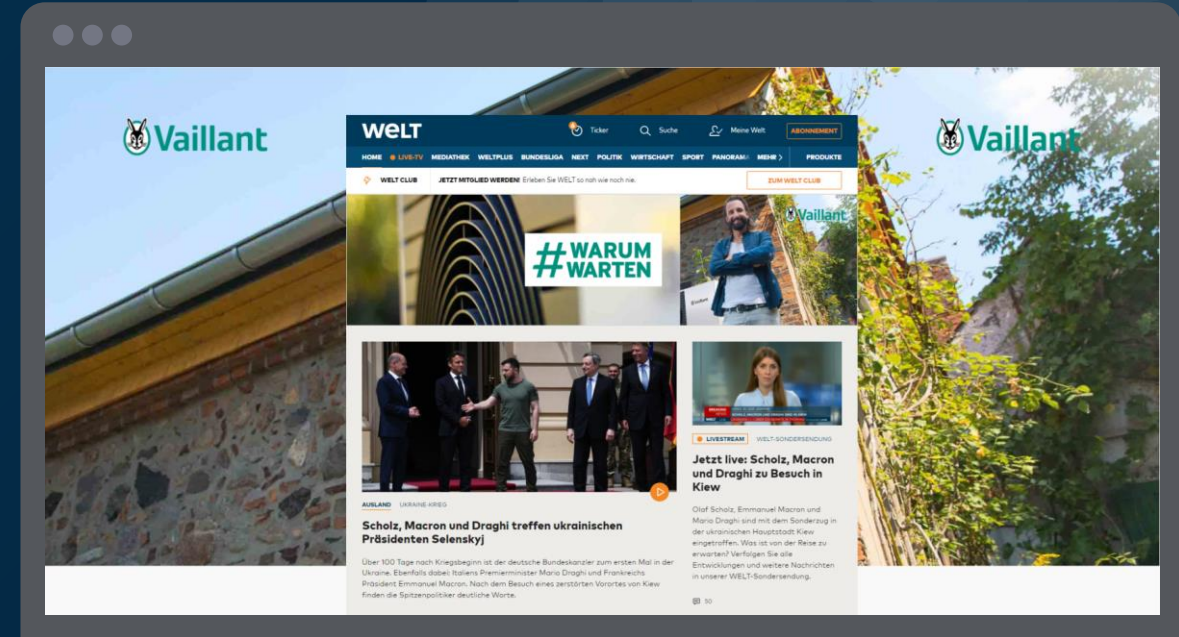 Vaillant
Vaillant
WELT
Ticker
Suche
Meine Welt
ABONNEMENT
HOME LIVE-TV MEDIATHEK WELTPLUS BUNDESLIGA NEXT POLITIK WIRTSCHAFT SPORT PANORAMA MEHR PRODUKTE
WELT CLUB JETZT MITGLIED WERDEN! Erleben Sie WELT so nah wie noch nie. ZUM WELT CLUB
Vaillant
#WARUM
WARTEN
BREAKING
NEWS
LIVESTREAM WELT-SONDERSENDUNG
Jetzt live: Scholz, Macron
und Draghi zu Besuch in
Kiew
Olaf Scholz, Emmanuel Macron und
Mario Draghi sind mit dem Sonderzug in
der ukrainischen Hauptstadt Kiew
eingetroffen. Was ist von der Reise zu
erwarten? Verfolgen Sie alle
Entwicklungen und weitere Nachrichten
in unserer WELT-Sondersendung.
50
AUSLAND UKRAINE-KRIEG
Scholz, Macron und Draghi treffen ukrainischen
Präsidenten Selenskyj
Über 100 Tage nach Kriegsbeginn ist der deutsche Bundeskanzler zum ersten Mal in der
Ukraine. Ebenfalls dabei: Italiens Premierminister Mario Draghi und Frankreichs
Präsident Emmanuel Macron. Nach dem Besuch eines zerstörten Vorortes von Kiew
finden die Spitzenpolitiker deutliche Worte.